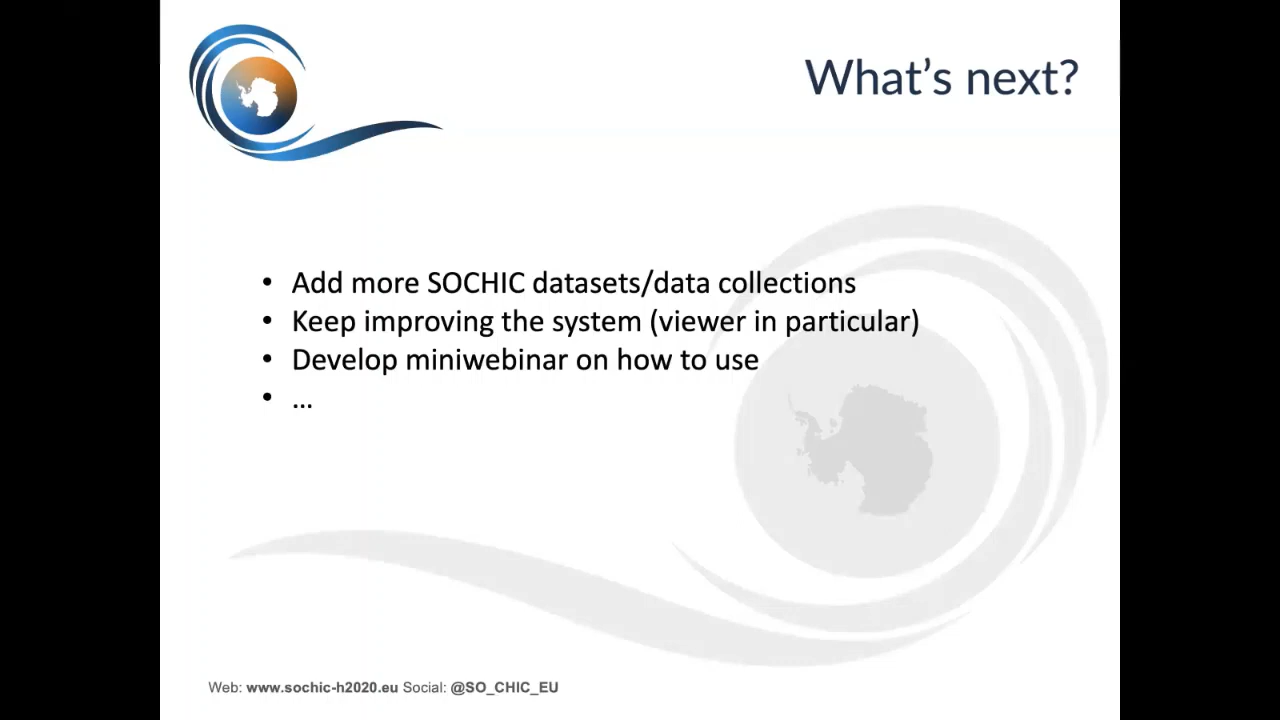 What's next?
• Add more SOCHIC datasets/data collections
• Keep improving the system (viewer in particular)
• Develop miniwebinar on how to use
• ...
Web: www.sochic-h2020.eu Social: @SO_CHIC_EU